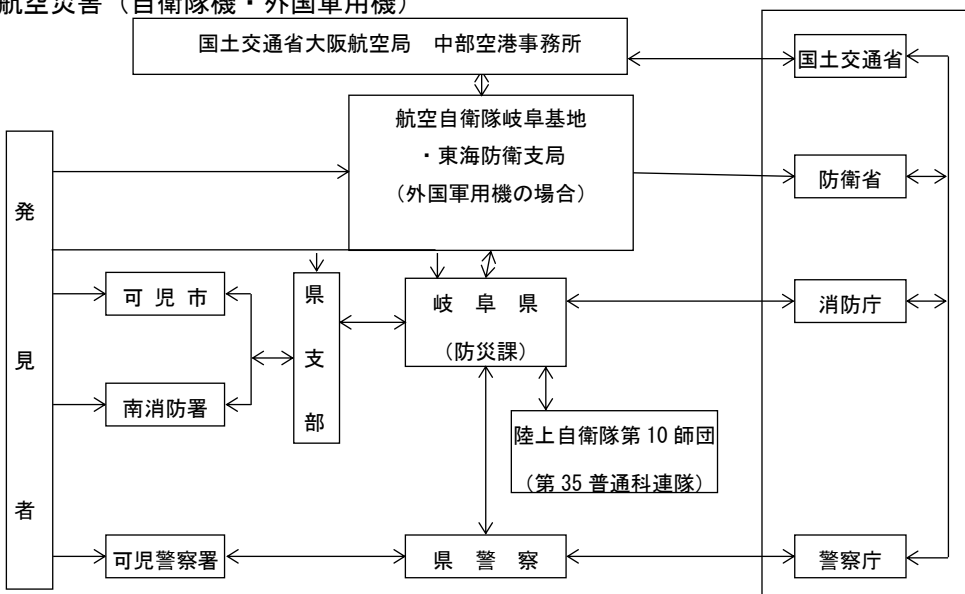 航空災害（自衛隊機・外国軍用機）
国土交通省大阪航空局　中部空港事務所
国土交通省
航空自衛隊岐阜基地
・東海防衛支局
（外国軍用機の場合）
防衛省
発見者
可児市
県支部
岐阜県
（防災課）
消防庁
南消防署
陸上自衛隊第10師団
（第35普通科連隊）
可児警察署
県警察
警察庁